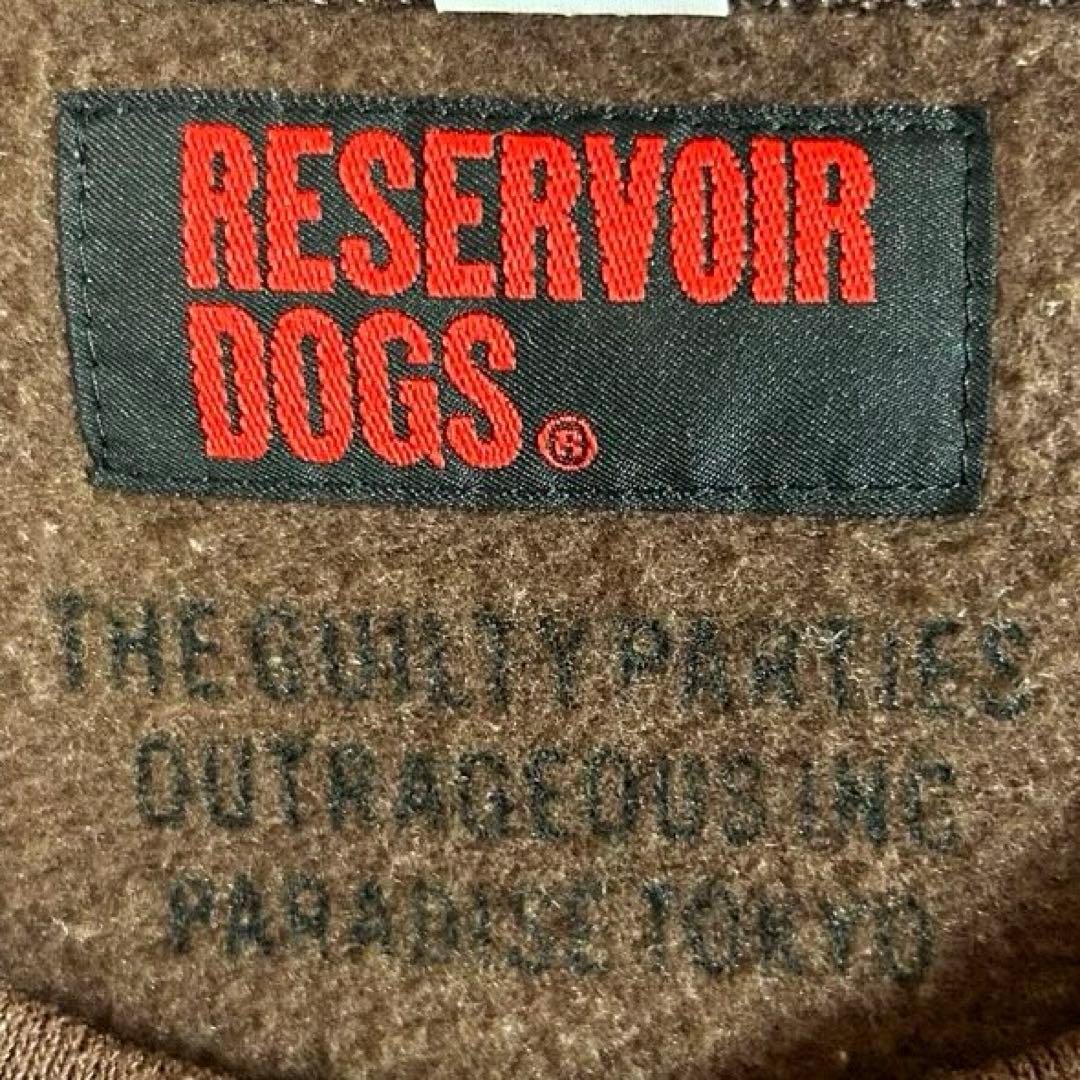 RESERVOIR
DOGS.
THE GUILTY PARTIES
OUTRAGEOUS INC
PARADISE TOKYO